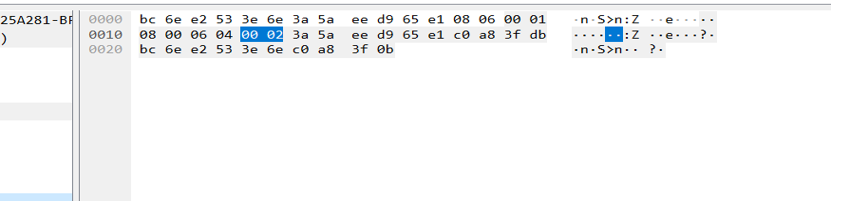 25A281-BF
)
0000 bc 6e e2 53 3e 6e 3a 5a ee d9 65 e1 08 06 00 01 ·n·S>n:Z ··e·····
0010 08 00 06 04 00 02 3a 5a ee d9 65 e1 c0 a8 3f db ······:Z ··e···?·
0020 bc 6e e2 53 3e 6e c0 a8 3f 0b ·n·S>n·· ?·